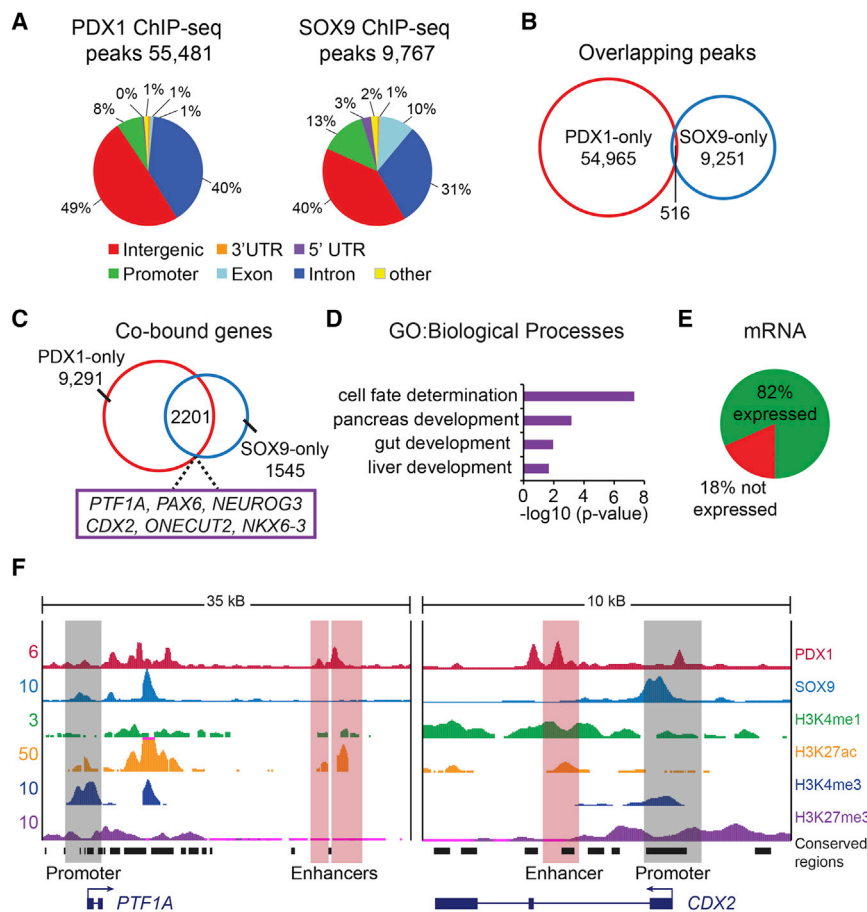 A
PDX1 ChIP-seq
peaks 55,481
SOX9 ChIP-seq
peaks 9,767
0%
1%
1%
1%
8%
40%
49%
2%
1%
3%
10%
13%
31%
40%
Intergenic
3'UTR
5' UTR
Promoter
Exon
Intron
other
B
Overlapping peaks
PDX1-only
54,965
SOX9-only
9,251
516
C
Co-bound genes
PDX1-only
9,291
2201
SOX9-only
1545
PTF1A, PAX6, NEUROG3
CDX2, ONECUT2, NKX6-3
D
GO:Biological Processes
cell fate determination
pancreas development
gut development
liver development
0 2 4 6 8
-log10 (p-value)
E
mRNA
82%
expressed
18% not
expressed
F
35 kB
10 kB
6
PDX1
10
SOX9
3
H3K4me1
50
H3K27ac
10
H3K4me3
10
H3K27me3
Conserved
regions
Promoter
Enhancers
Enhancer
Promoter
PTF1A
CDX2